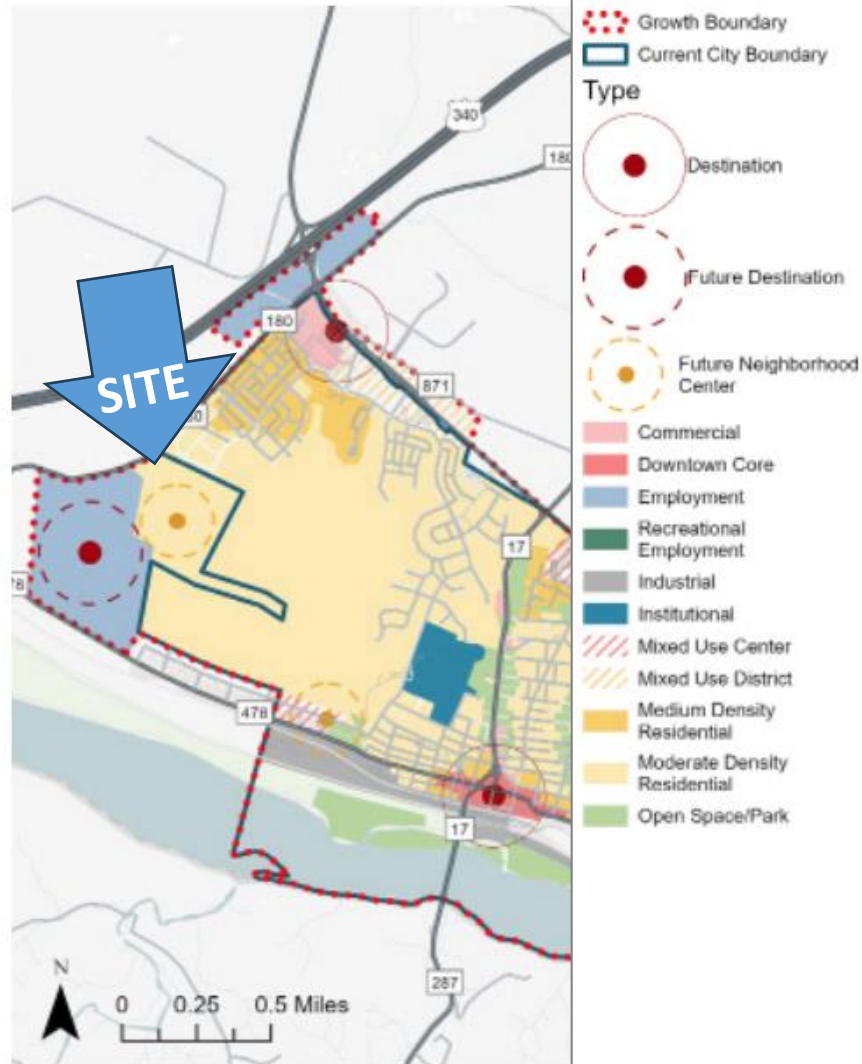 340
180
180
SITE
871
17
478
17
287
N
0 0.25 0.5 Miles
Growth Boundary
Current City Boundary
Type
Destination
Future Destination
Future Neighborhood
Center
Commercial
Downtown Core
Employment
Recreational
Employment
Industrial
Institutional
Mixed Use Center
Mixed Use District
Medium Density
Residential
Moderate Density
Residential
Open Space/Park